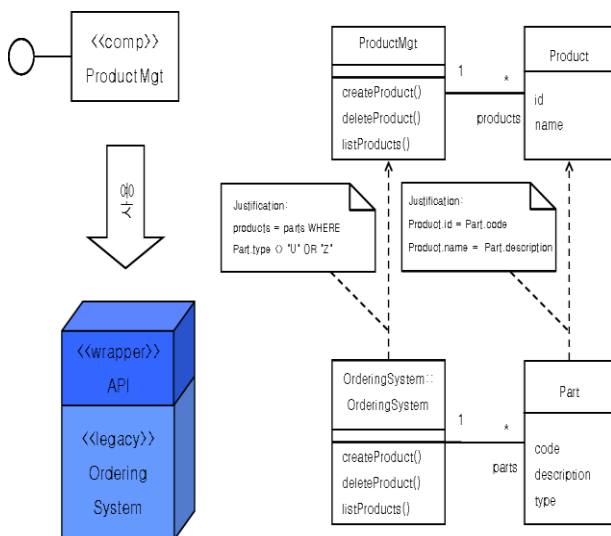 <<comp>>
ProductMgt
요구
<<wrapper>>
API
<<legacy>>
Ordering
System
ProductMgt
createProduct()
deleteProduct()
listProducts()
1
*
products
Product
id
name
Justification:
products = parts WHERE
Part.type <> "U" OR "Z"
Justification:
Product.id = Part.code
Product.name = Part.description
OrderingSystem::
OrderingSystem
createProduct()
deleteProduct()
listProducts()
1
*
parts
Part
code
description
type